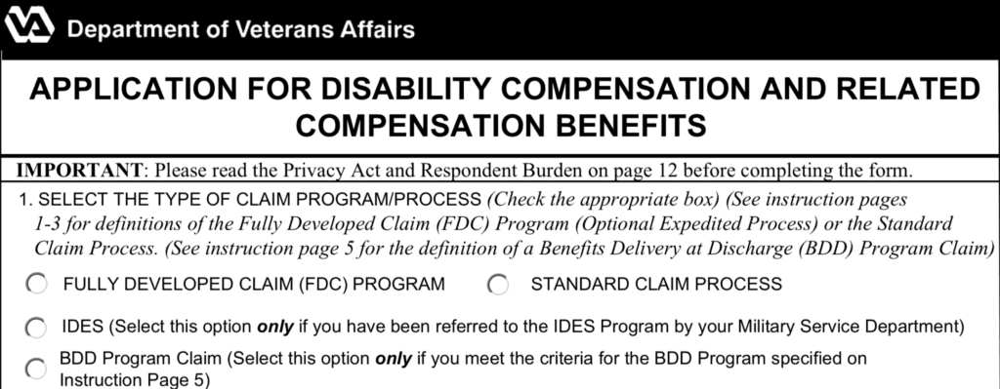 VA Department of Veterans Affairs
APPLICATION FOR DISABILITY COMPENSATION AND RELATED
COMPENSATION BENEFITS
IMPORTANT: Please read the Privacy Act and Respondent Burden on page 12 before completing the form.
1. SELECT THE TYPE OF CLAIM PROGRAM/PROCESS (Check the appropriate box) (See instruction pages
1-3 for definitions of the Fully Developed Claim (FDC) Program (Optional Expedited Process) or the Standard
Claim Process. (See instruction page 5 for the definition of a Benefits Delivery at Discharge (BDD) Program Claim)
FULLY DEVELOPED CLAIM (FDC) PROGRAM STANDARD CLAIM PROCESS
IDES (Select this option only if you have been referred to the IDES Program by your Military Service Department)
BDD Program Claim (Select this option only if you meet the criteria for the BDD Program specified on
Instruction Page 5)